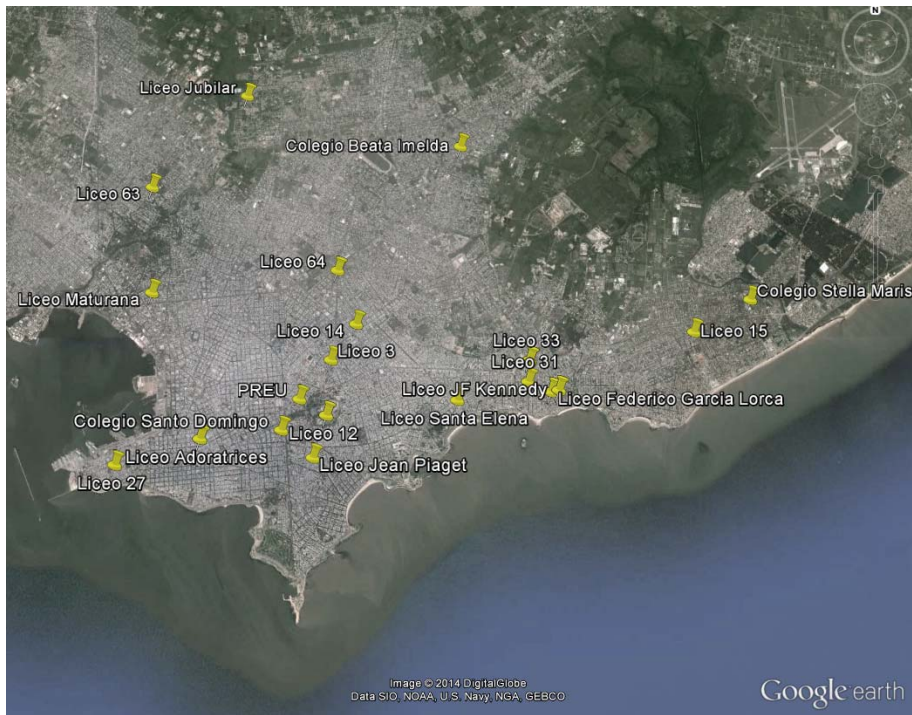 N
Liceo Jubilar
Colegio Beata Imelda
Liceo 63
Liceo 64
Liceo Maturana
Colegio Stella Maris
Liceo 14
Liceo 15
Liceo 33
Liceo 3
Liceo 31
PREU
Liceo JF Kennedy
Liceo Federico Garcia Lorca
Colegio Santo Domingo
Liceo Santa Elena
Liceo 12
Liceo Adoratrices
Liceo Jean Piaget
Liceo 27
Image © 2014 DigitalGlobe
Data SIO, NOAA, U.S. Navy, NGA, GEBCO
Google earth